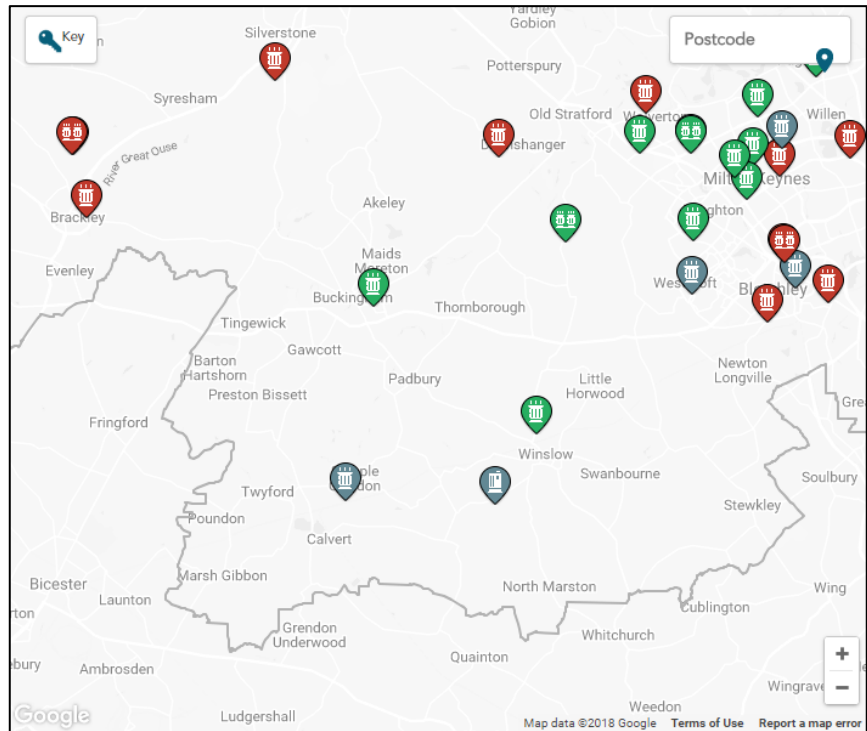 Yardley
Gobion
Key
Silverstone
Postcode
Potterspury
Syresham
Old Stratford
Willen
River Great Ouse
Milton Keynes
Akeley
Brackley
Maids
Moreton
Evenley
Buckingham
Thornborough
Bletchley
Tingewick
Gawcott
Barton
Hartshorn
Newton
Longville
Padbury
Little
Horwood
Preston Bissett
Fringford
Winslow
Swanbourne
Soulbury
Twyford
Stewkley
Poundon
Calvert
Marsh Gibbon
Bicester
North Marston
Wing
Launton
Cublington
Grendon
Underwood
Whitchurch
Quainton
Ambrosden
Wingrave
Weedon
Ludgershall
Google
Map data ©2018 Google Terms of Use Report a map error